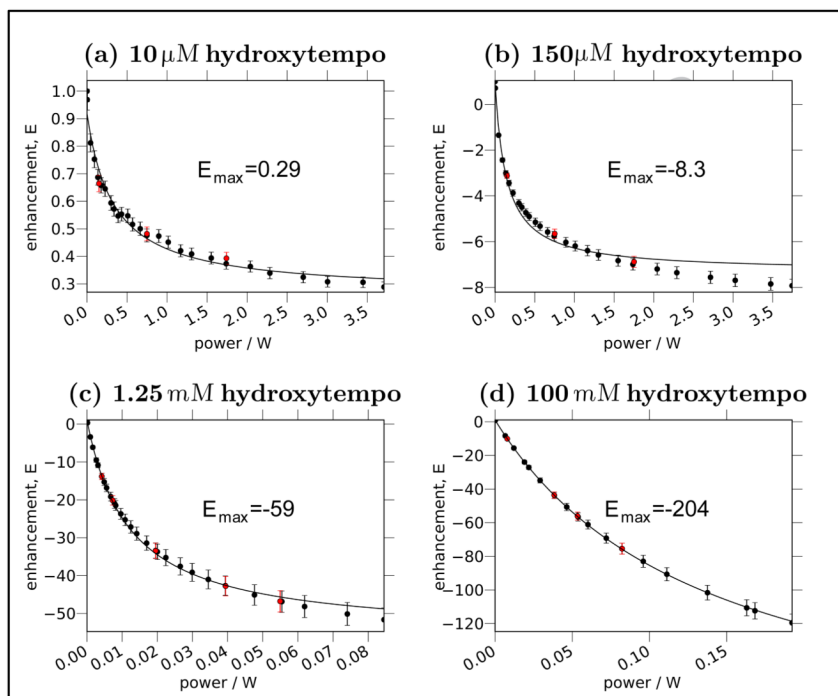 (a) 10 μM hydroxytempo
1.0
0.9
0.8
0.7
0.6
0.5
0.4
0.3
enhancement, E
E_max=0.29
0.0 0.5 1.0 1.5 2.0 2.5 3.0 3.5
power / W
(b) 150μM hydroxytempo
0
−2
−4
−6
−8
enhancement, E
E_max=-8.3
0.0 0.5 1.0 1.5 2.0 2.5 3.0 3.5
power / W
(c) 1.25 mM hydroxytempo
0
−10
−20
−30
−40
−50
enhancement, E
E_max=-59
0.00 0.01 0.02 0.03 0.04 0.05 0.06 0.07 0.08
power / W
(d) 100 mM hydroxytempo
0
−20
−40
−60
−80
−100
−120
enhancement, E
E_max=-204
0.00 0.05 0.10 0.15
power / W